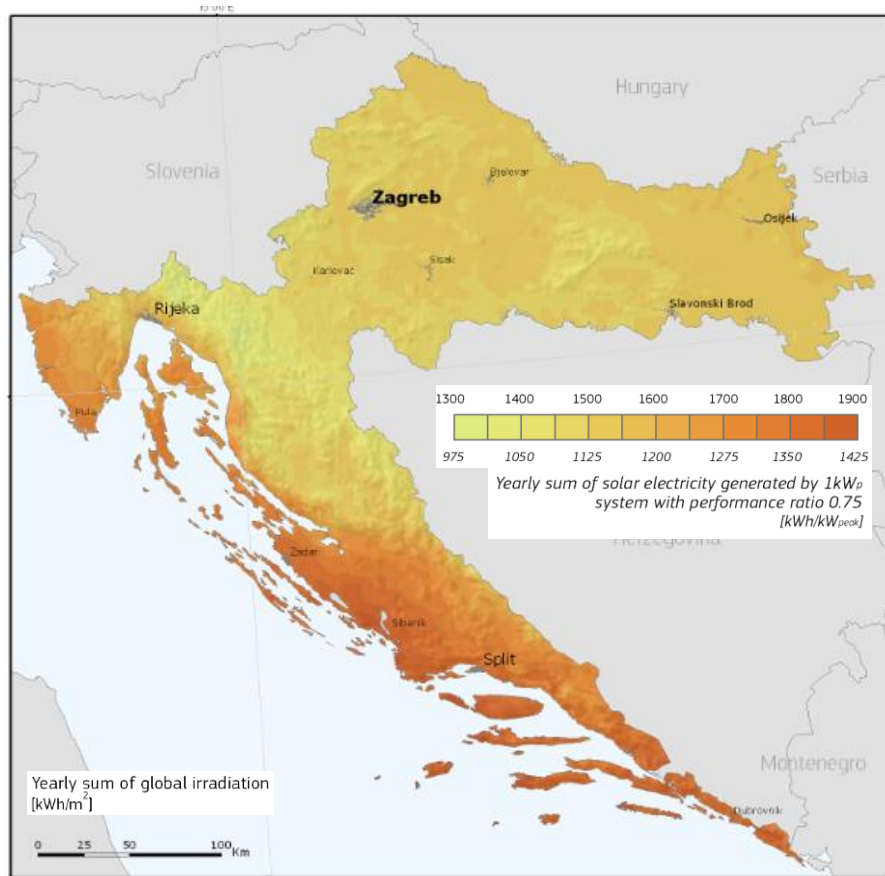 Hungary
Slovenia
Bjelovar
Serbia
Zagreb
Osijek
Sisak
Karlovac
Rijeka
Slavonski Brod
1300 1400 1500 1600 1700 1800 1900
Pula
975 1050 1125 1200 1275 1350 1425
Yearly sum of solar electricity generated by 1kWp
system with performance ratio 0.75
[kWh/kWpeak]
Herzegovina
Zadar
Sibenik
Split
Montenegro
Yearly sum of global irradiation
[kWh/m2]
Dubrovnik
0 25 50 100 Km